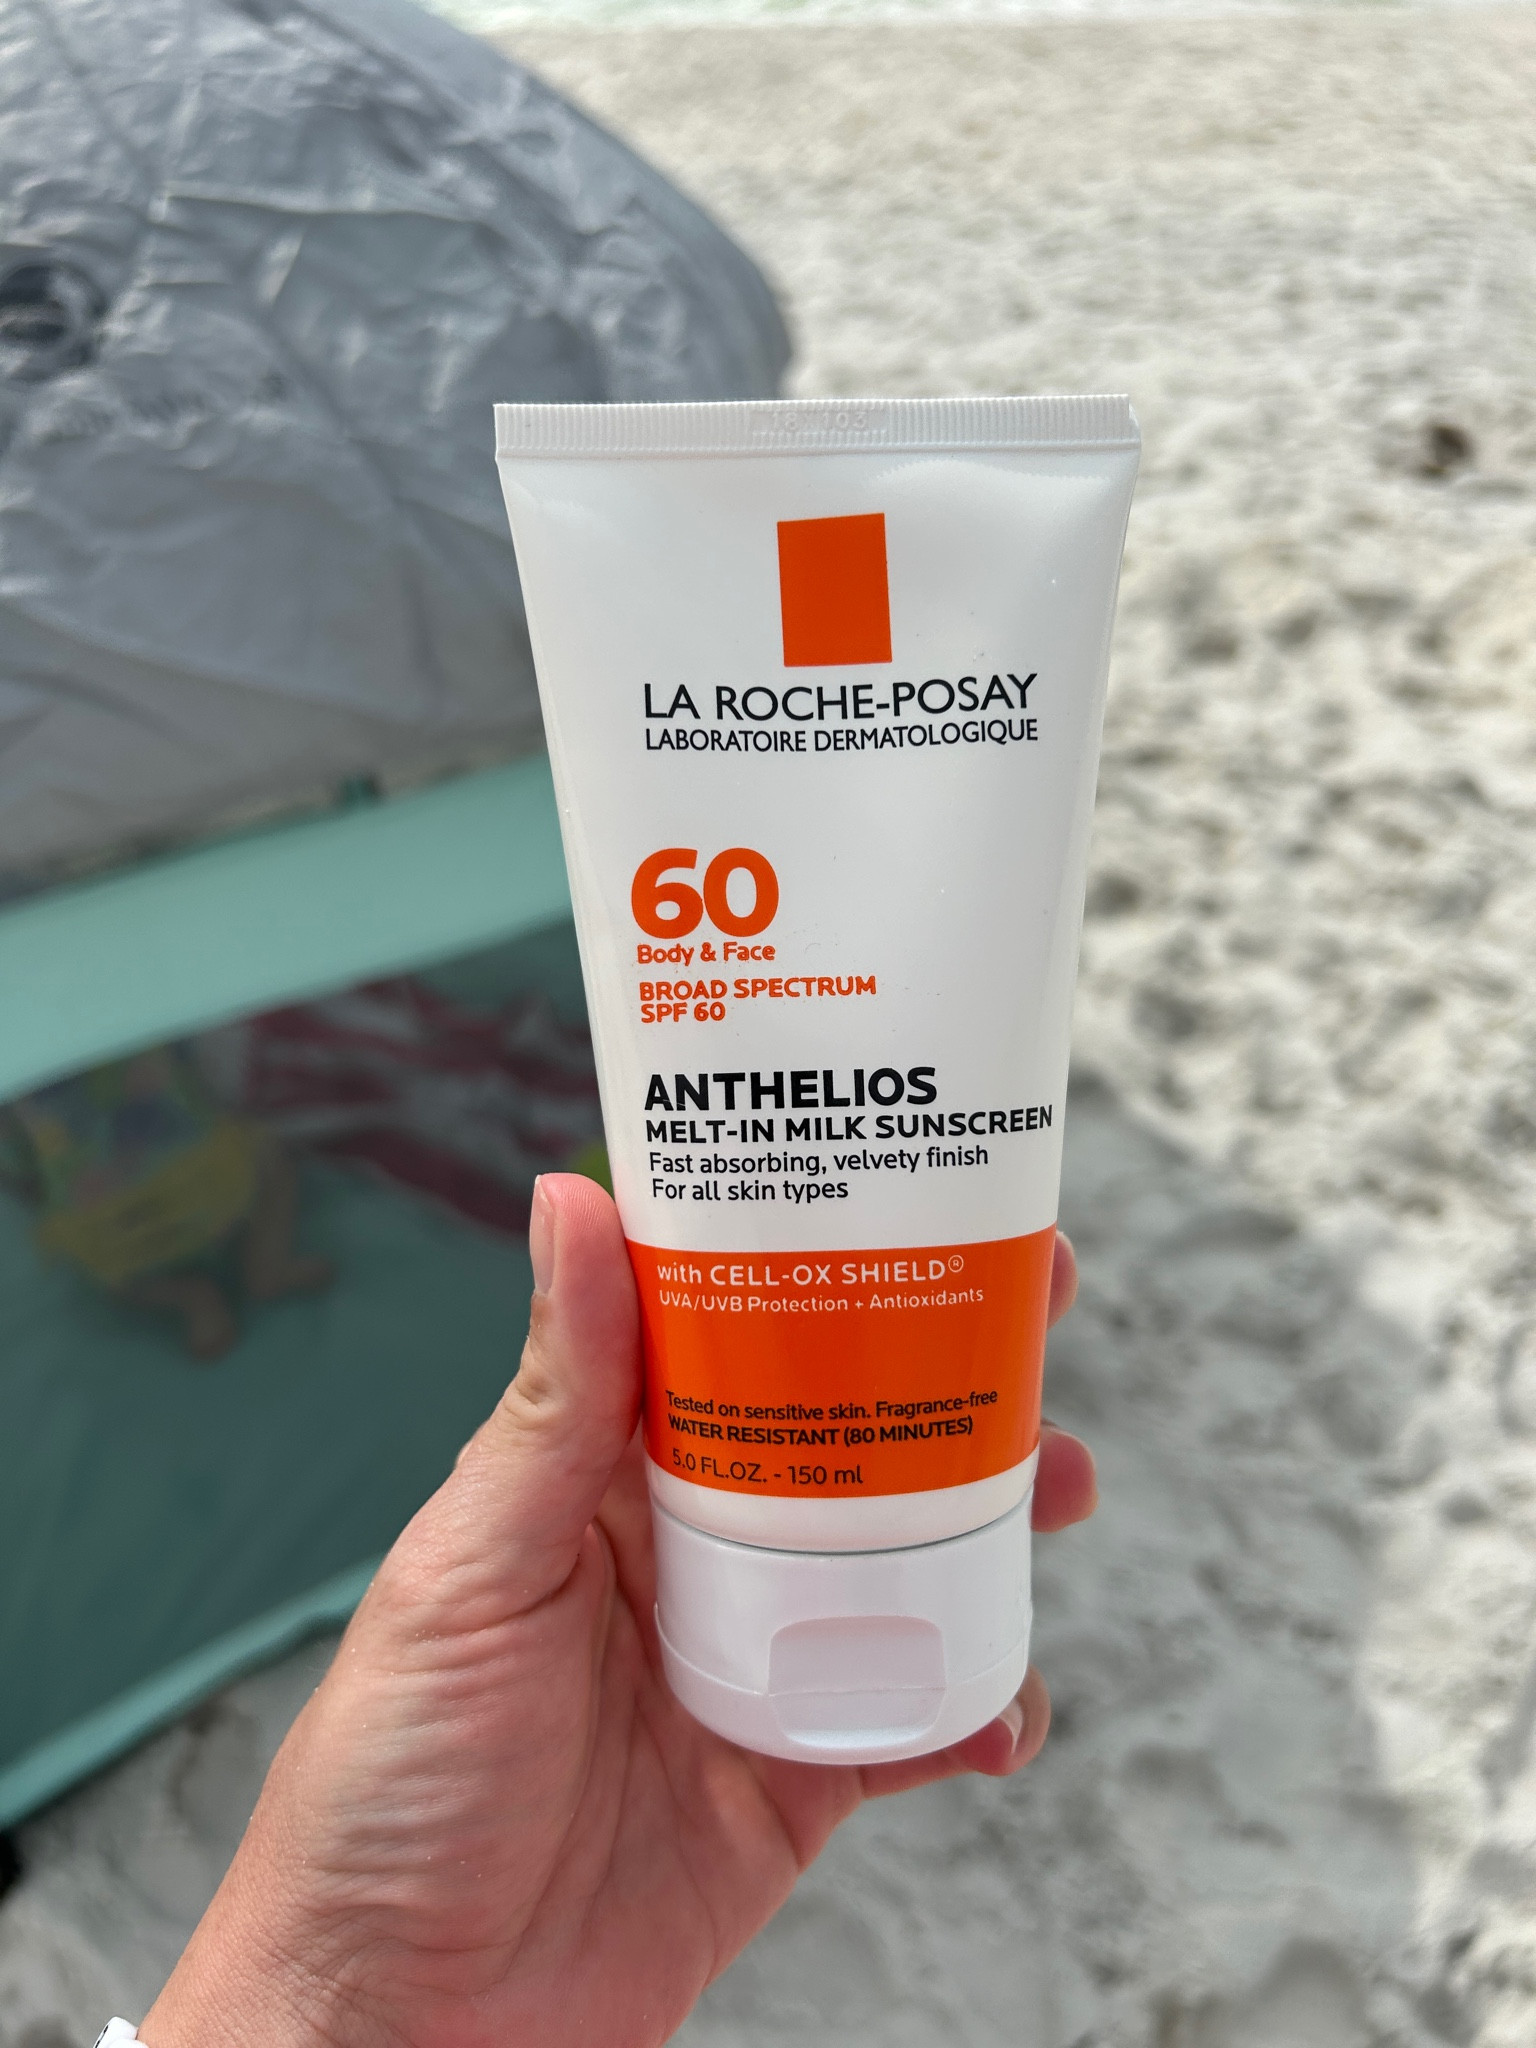 LA ROCHE-POSAY
LABORATOIRE DERMATOLOGIQUE
60
Body & Face
BROAD SPECTRUM
SPF 60
ANTHELIOS
MELT-IN MILK SUNSCREEN
Fast absorbing, velvety finish
For all skin types
with CELL-OX SHIELD®
UVA/UVB Protection + Antioxidants
Tested on sensitive skin. Fragrance-free
WATER RESISTANT (80 MINUTES)
5.0 FL.OZ. - 150 ml